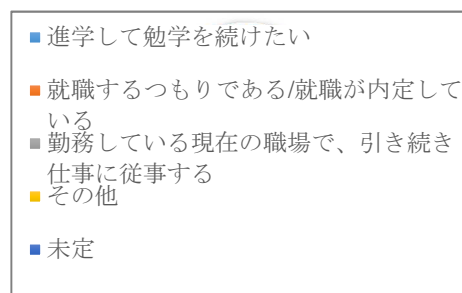 進学して勉学を続けたい
就職するつもりである/就職が内定して
いる
勤務している現在の職場で、引き続き
仕事に従事する
その他
未定